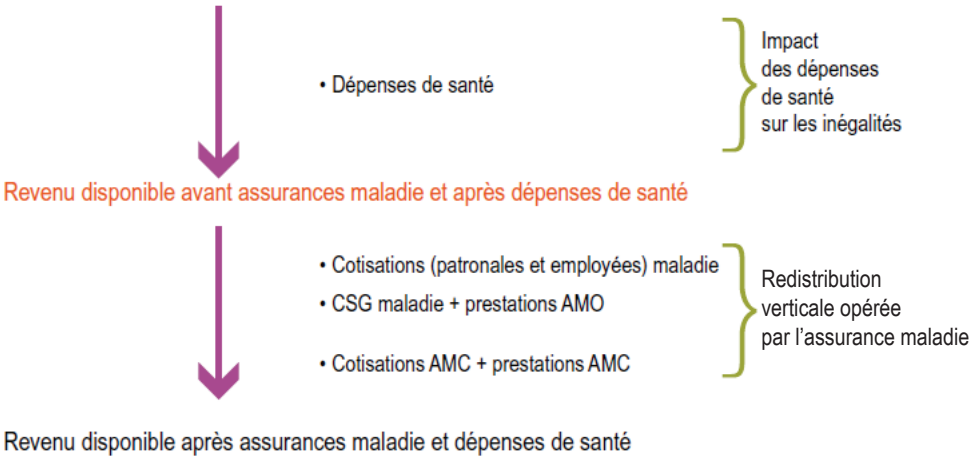 • Dépenses de santé
Impact
des dépenses
de santé
sur les inégalités
Revenu disponible avant assurances maladie et après dépenses de santé
• Cotisations (patronales et employées) maladie
• CSG maladie + prestations AMO
• Cotisations AMC + prestations AMC
Redistribution
verticale opérée
par l’assurance maladie
Revenu disponible après assurances maladie et dépenses de santé